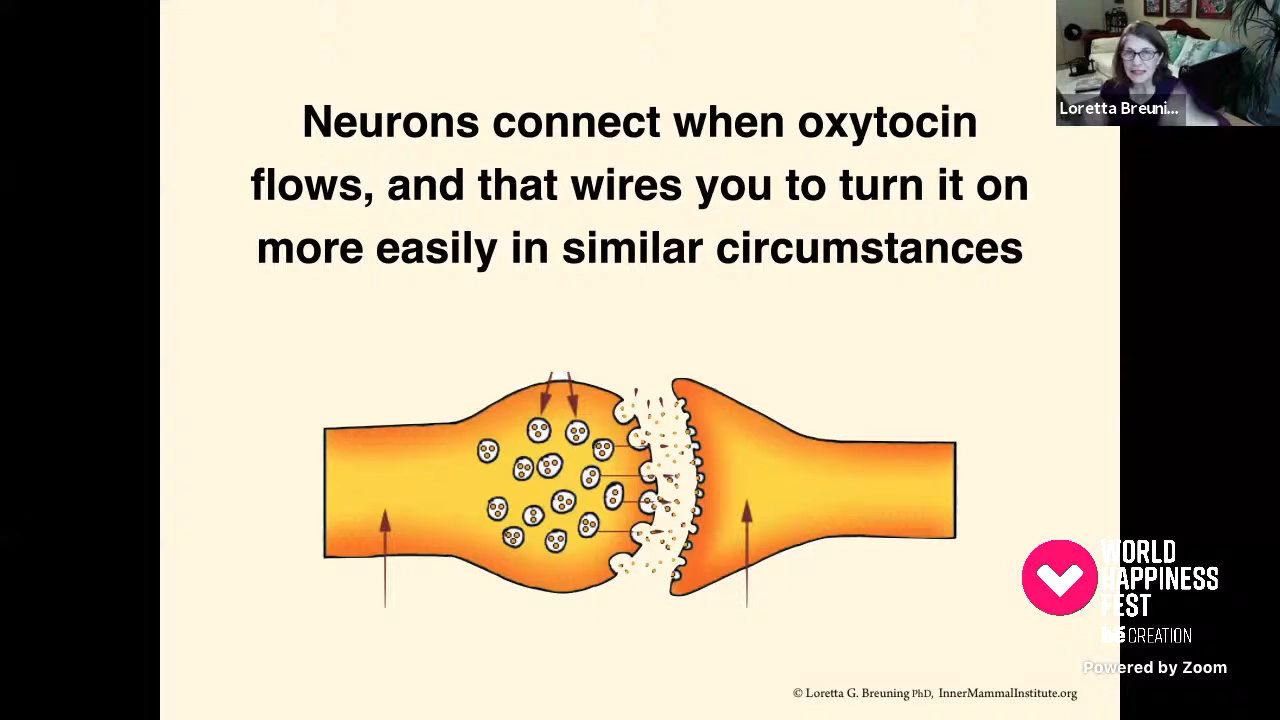 Neurons connect when oxytocin
flows, and that wires you to turn it on
more easily in similar circumstances
Loretta Breuni...
WORLD
HAPPINESS
FEST
CREATION
Powered by Zoom
© Loretta G. Breuning PhD, InnerMammalInstitute.org